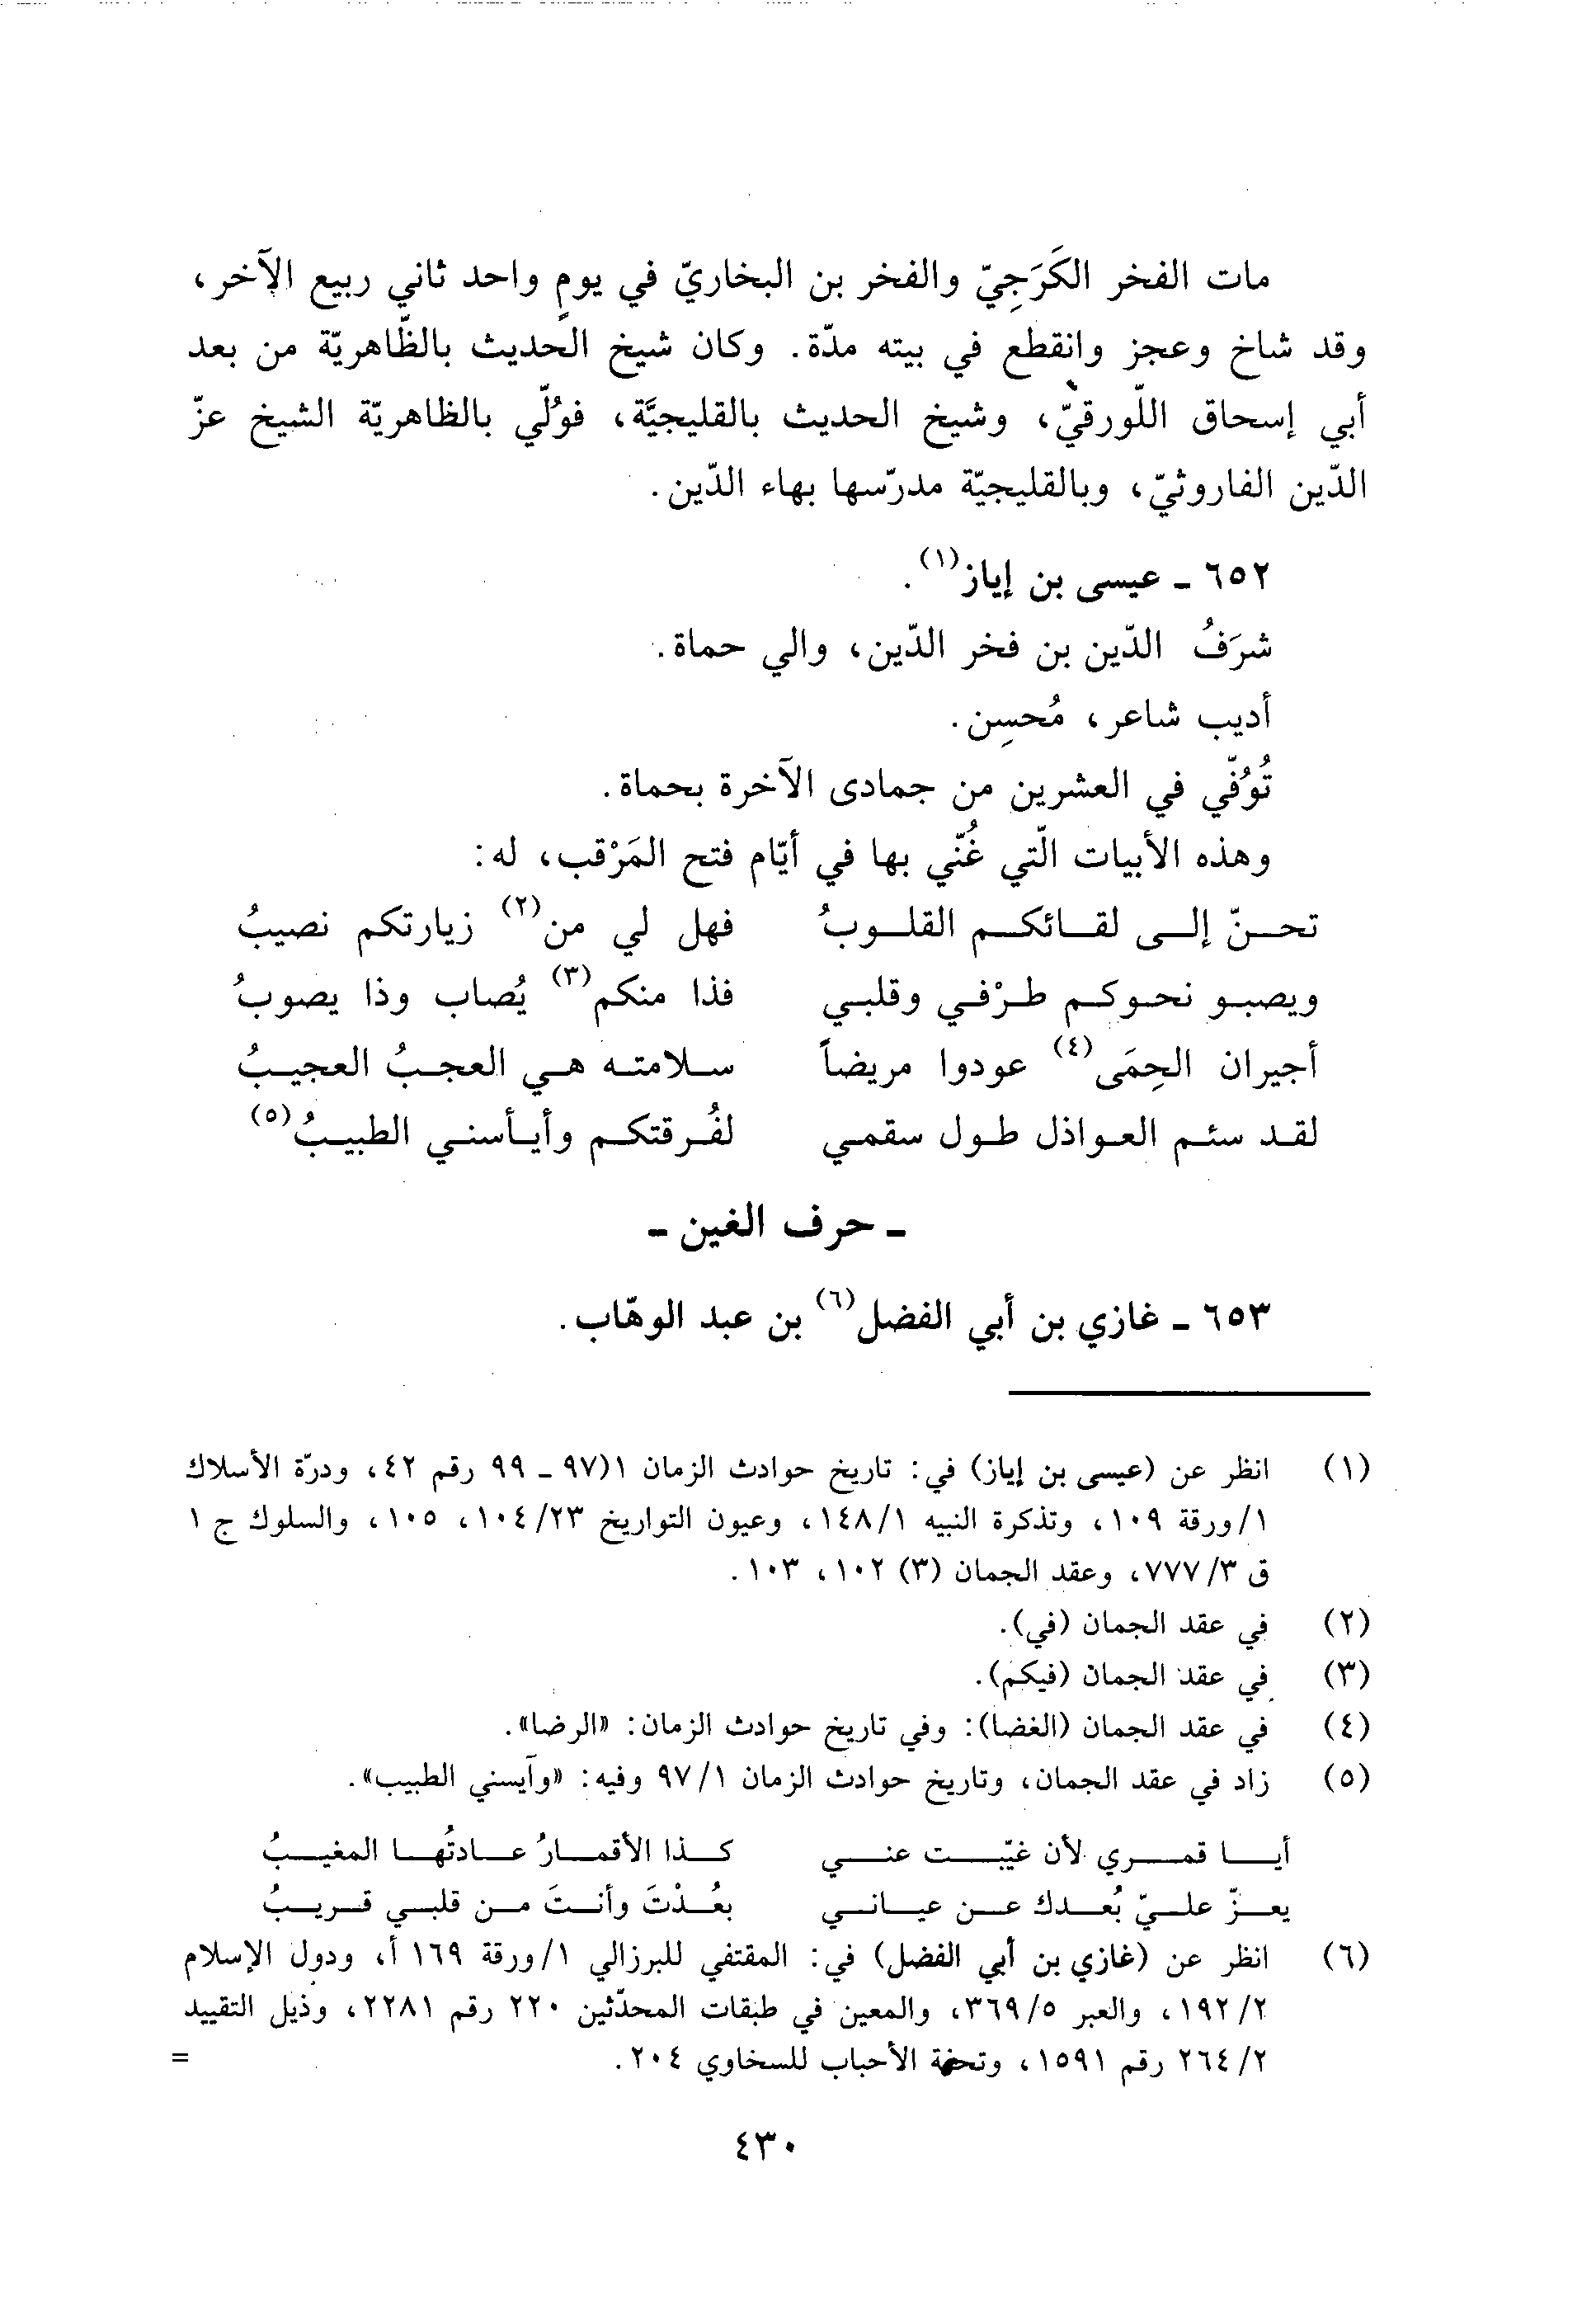 مات الفخر الكَرَجِيّ والفخر بن البخاريّ في يومٍ واحد ثاني ربيع الآخر،
وقد شاخ وعجز وانقطع في بيته مدّة. وكان شيخ الحديث بالظّاهريّة من بعد
أبي إسحاق اللّورقيّ، وشيخ الحديث بالقليجيَّة، فوُلّي بالظاهريّة الشيخ عزّ
الدّين الفاروثيّ، وبالقليجيّة مدرّسها بهاء الدّين.
٦٥٢ ـ عيسى بن إياز(١).
شرَفُ الدّين بن فخر الدّين، والي حماة.
أديب شاعر، مُحسِن.
تُوُفّي في العشرين من جمادى الآخرة بحماة.
وهذه الأبيات الّتي غُنّي بها في أيّام فتح المَرْقب، له:
تحنّ إلى لقائكم القلوبُ فهل لي من(٢) زيارتكم نصيبُ
ويصبو نحوكم طرْفي وقلبي فذا منكم(٣) يُصاب وذا يصوبُ
أجيران الحِمَى(٤) عودوا مريضاً سلامته هي العجبُ العجيبُ
لقد سئم العواذل طول سقمي لفُرقتكم وأيأسني الطبيبُ(٥)
ـ حرف الغين ـ
٦٥٣ ـ غازي بن أبي الفضل(٦) بن عبد الوهّاب.
(١) انظر عن (عيسى بن إياز) في: تاريخ حوادث الزمان ١(٩٧ ـ ٩٩ رقم ٤٢، ودرّة الأسلاك
١/ورقة ١٠٩، وتذكرة النبيه ١/١٤٨، وعيون التواريخ ٢٣/١٠٤، ١٠٥، والسلوك ج ١
ق ٣/٧٧٧، وعقد الجمان (٣) ١٠٢، ١٠٣.
(٢) في عقد الجمان (في).
(٣) في عقد الجمان (فيكم).
(٤) في عقد الجمان (الغضا): وفي تاريخ حوادث الزمان: «الرضا».
(٥) زاد في عقد الجمان، وتاريخ حوادث الزمان ١/٩٧ وفيه: «وآيسني الطبيب».
أيا قمري لأن غيّبت عني كذا الأقمارُ عادتُها المغيبُ
يعزّ عليّ بُعدك عن عياني بعُدْتَ وأنتَ من قلبي قريبُ
(٦) انظر عن (غازي بن أبي الفضل) في: المقتفي للبرزالي ١/ورقة ١٦٩ أ، ودول الإسلام
٢/١٩٢، والعبر ٥/٣٦٩، والمعين في طبقات المحدّثين ٢٢٠ رقم ٢٢٨١، وذيل التقييد
٢/٢٦٤ رقم ١٥٩١، وتحفة الأحباب للسخاوي ٢٠٤. =
٤٣٠